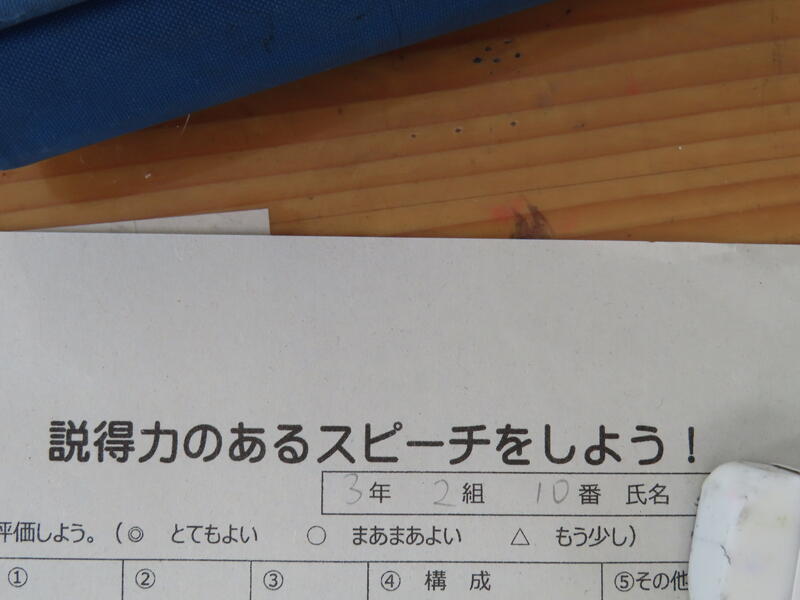 説得力のあるスピーチをしよう！
3年 2組 10番 氏名
評価しよう。（◎ とてもよい ○ まあまあよい △ もう少し）
① ② ③ ④ 構成 ⑤その他